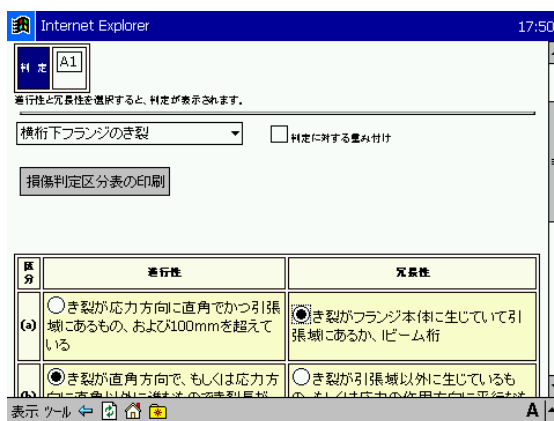 Internet Explorer 17:50
判定 A1
進行性と冗長性を選択すると、判定が表示されます。
横桁下フランジのき裂
判定に対する重み付け
損傷判定区分表の印刷
区分 進行性 冗長性
(a) き裂が応力方向に直角でかつ引張
域にあるもの、および100mmを超えて
いる
き裂がフランジ本体に生じていて引
張域にあるか、Iビーム桁
き裂が直角方向で、もしくは応力方
き裂が引張域以外に生じているも
表示 ツール A